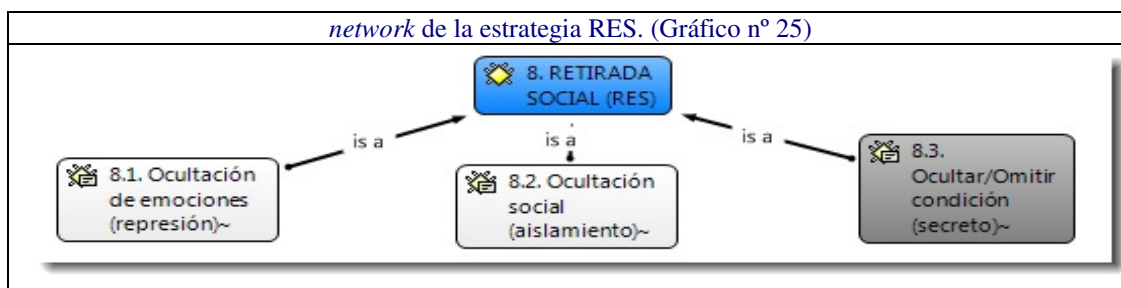 network de la estrategia RES. (Gráfico nº 25)
8. RETIRADA
SOCIAL (RES)
is a
is a
is a
8.1. Ocultación
de emociones
(represión)~
8.2. Ocultación
social
(aislamiento)~
8.3.
Ocultar/Omitir
condición
(secreto)~